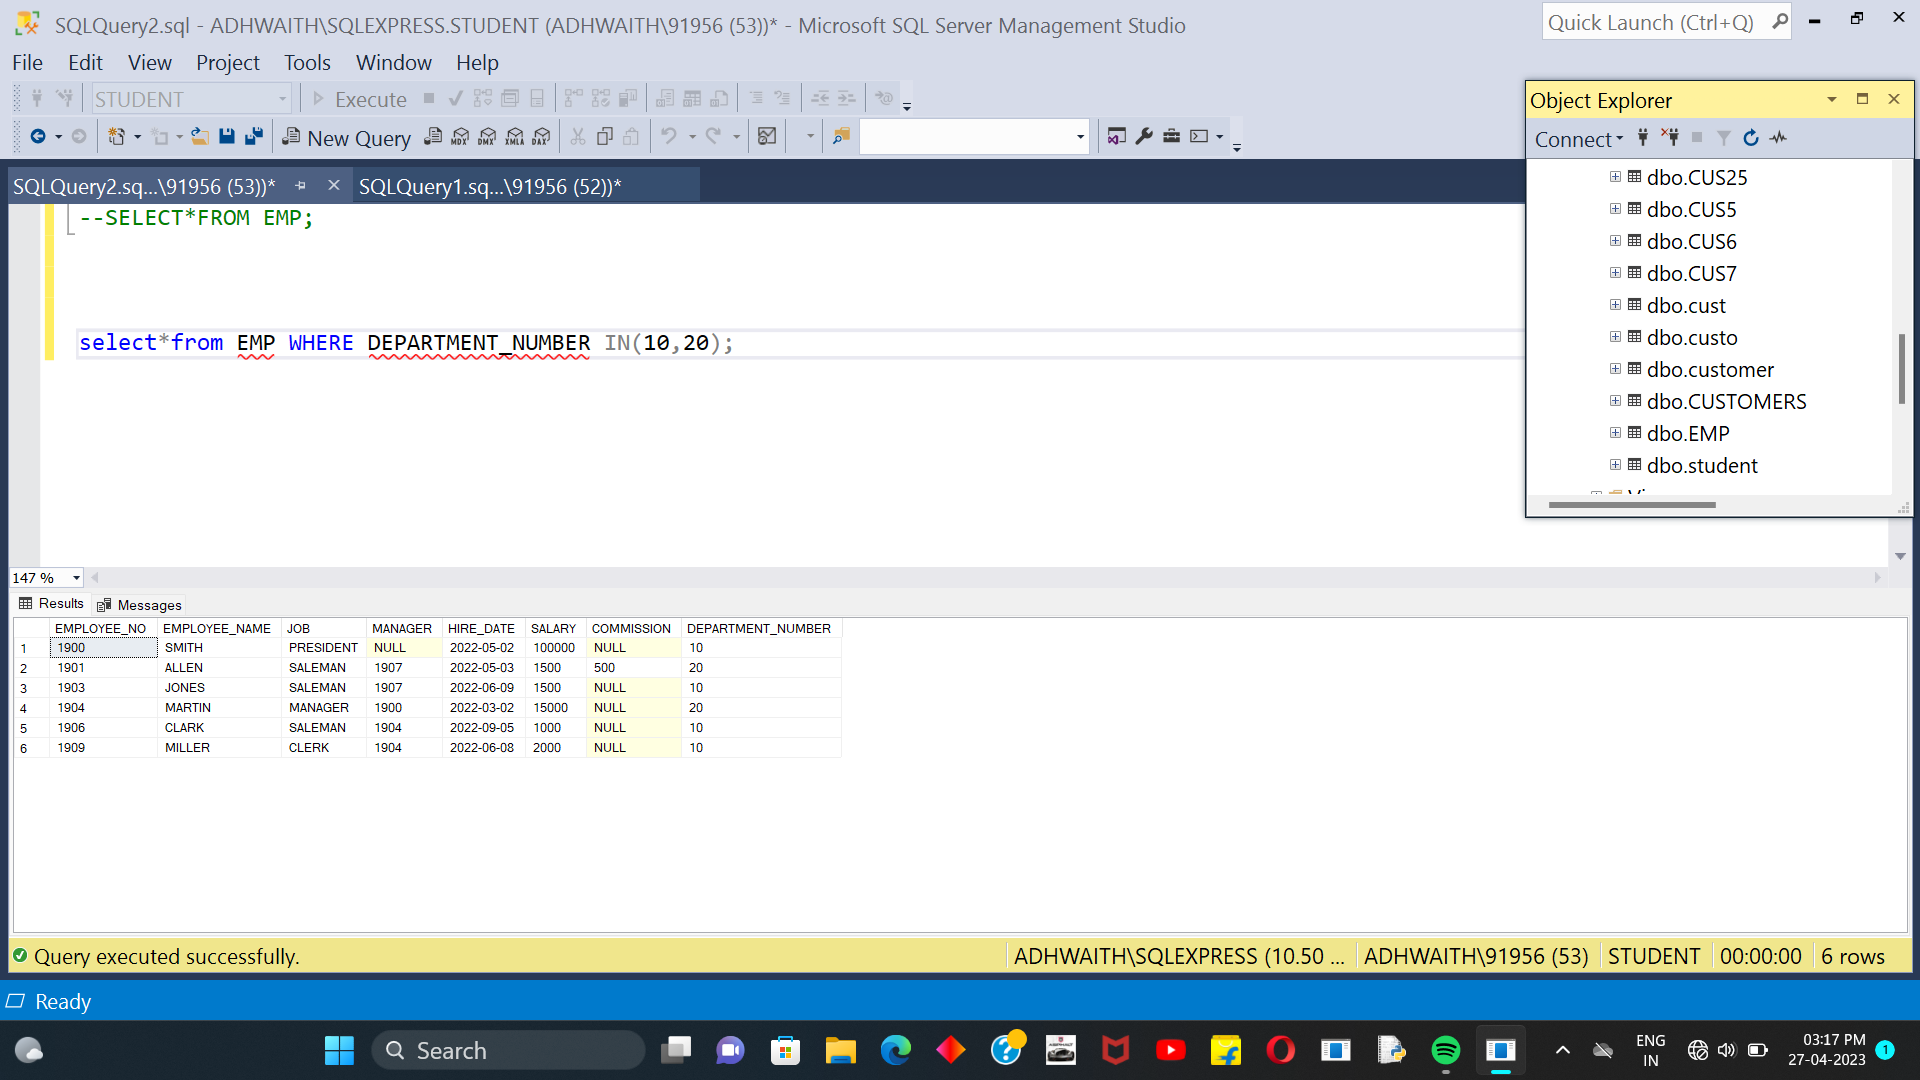 SQLQuery2.sql - ADHWAITH\SQLEXPRESS.STUDENT (ADHWAITH\91956 (53))* - Microsoft SQL Server Management Studio
Quick Launch (Ctrl+Q)
File Edit View Project Tools Window Help
STUDENT Execute
New Query MDX DMX XMLA DAX
Object Explorer
Connect
dbo.CUS25
dbo.CUS5
dbo.CUS6
dbo.CUS7
dbo.cust
dbo.custo
dbo.customer
dbo.CUSTOMERS
dbo.EMP
dbo.student
SQLQuery2.sq...\91956 (53))* SQLQuery1.sq...\91956 (52))*
--SELECT*FROM EMP;
select*from EMP WHERE DEPARTMENT_NUMBER IN(10,20);
147 %
Results Messages
EMPLOYEE_NO EMPLOYEE_NAME JOB MANAGER HIRE_DATE SALARY COMMISSION DEPARTMENT_NUMBER
1 1900 SMITH PRESIDENT NULL 2022-05-02 100000 NULL 10
2 1901 ALLEN SALEMAN 1907 2022-05-03 1500 500 20
3 1903 JONES SALEMAN 1907 2022-06-09 1500 NULL 10
4 1904 MARTIN MANAGER 1900 2022-03-02 15000 NULL 20
5 1906 CLARK SALEMAN 1904 2022-09-05 1000 NULL 10
6 1909 MILLER CLERK 1904 2022-06-08 2000 NULL 10
Query executed successfully. ADHWAITH\SQLEXPRESS (10.50 ... ADHWAITH\91956 (53) STUDENT 00:00:00 6 rows
Ready
Search
ENG
IN
03:17 PM
27-04-2023
1